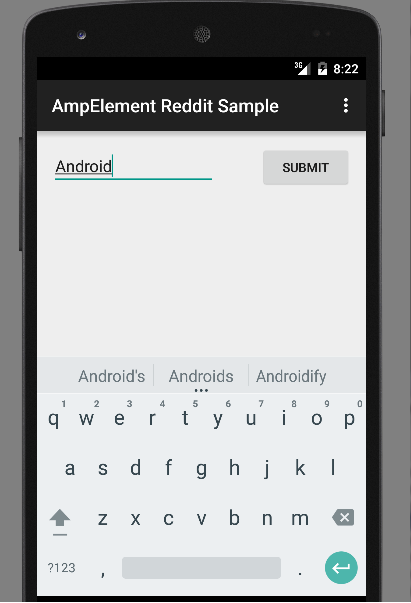 3G 8:22
AmpElement Reddit Sample
Android SUBMIT
Android's Androids Androidify
1 2 3 4 5 6 7 8 9 0
q w e r t y u i o p
a s d f g h j k l
z x c v b n m
?123 , .